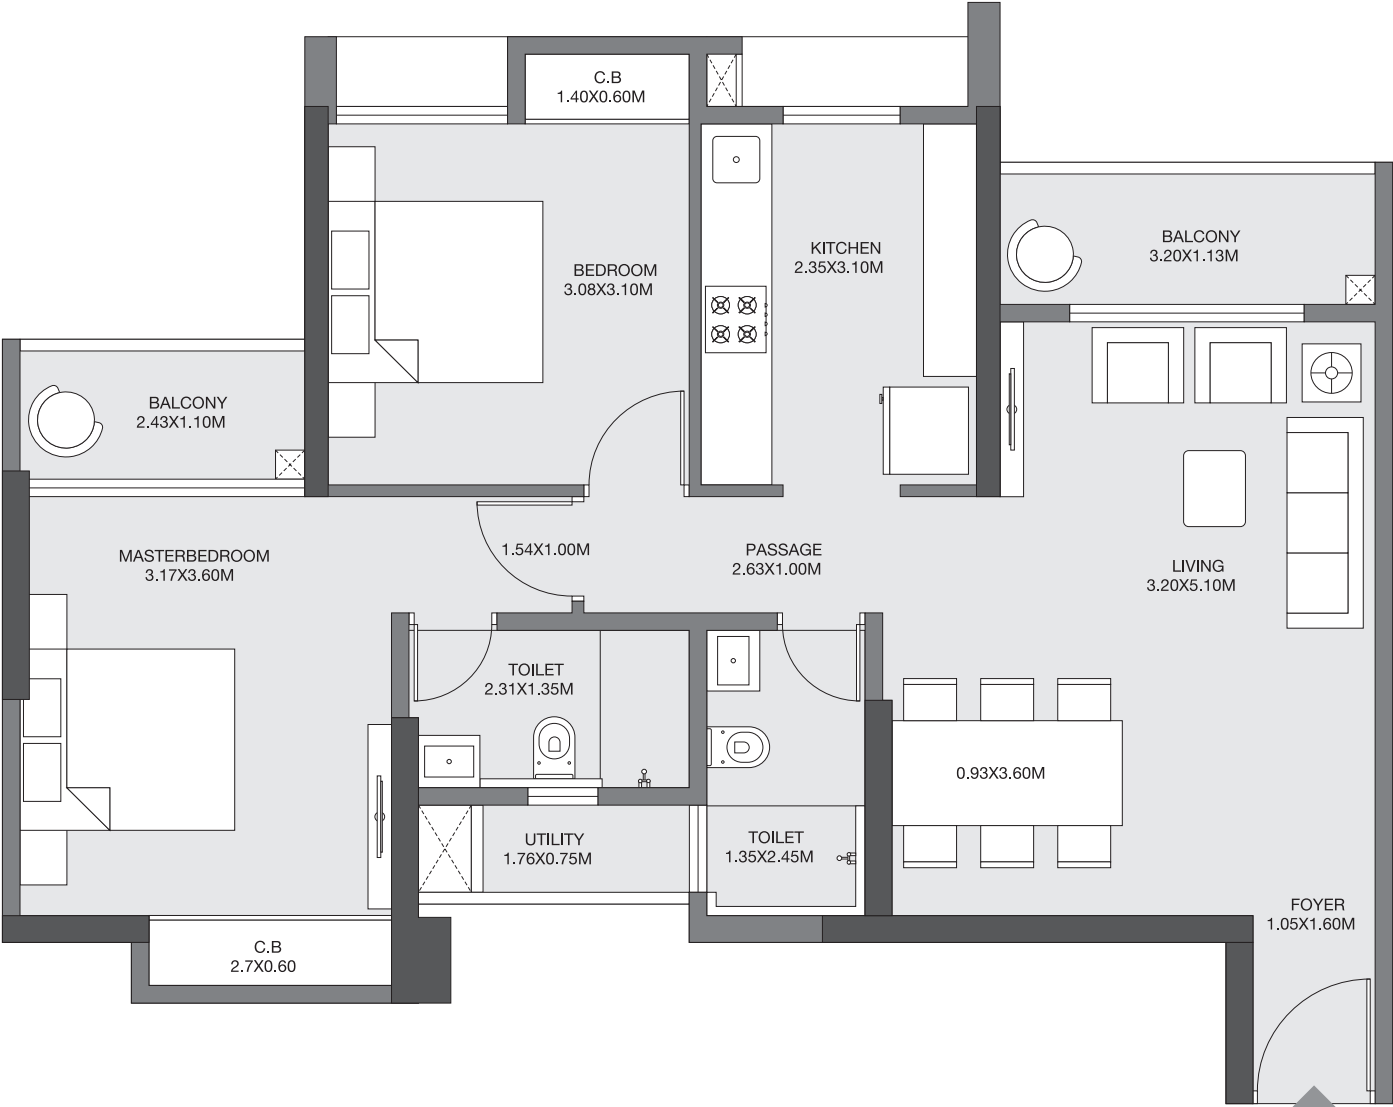 C.B
1.40X0.60M
BALCONY
3.20X1.13M
KITCHEN
2.35X3.10M
BEDROOM
3.08X3.10M
BALCONY
2.43X1.10M
MASTERBEDROOM
3.17X3.60M
1.54X1.00M
PASSAGE
2.63X1.00M
LIVING
3.20X5.10M
TOILET
2.31X1.35M
0.93X3.60M
UTILITY
1.76X0.75M
TOILET
1.35X2.45M
FOYER
1.05X1.60M
C.B
2.7X0.60